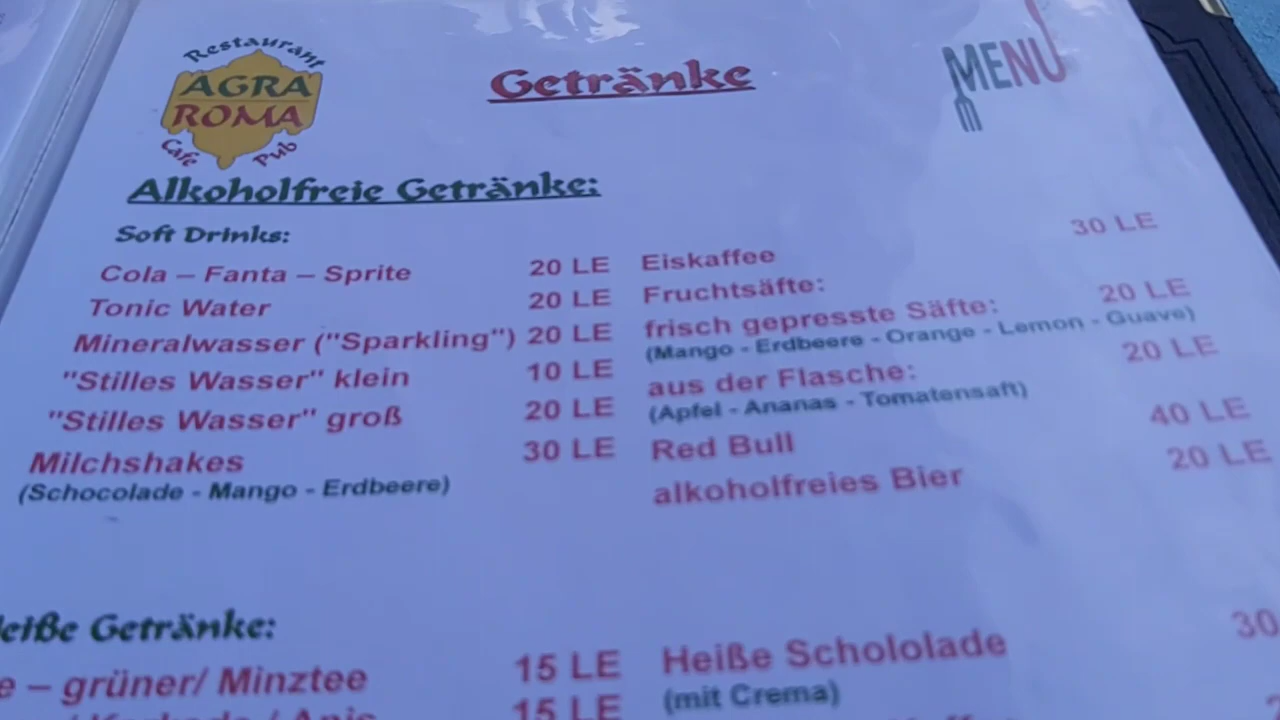 Restaurant
AGRA
ROMA
Cafe Pub
Getränke
MENU
Alkoholfreie Getränke:
Soft Drinks:
Cola – Fanta – Sprite 20 LE
Tonic Water 20 LE
Mineralwasser ("Sparkling") 20 LE
"Stilles Wasser" klein 10 LE
"Stilles Wasser" groß 20 LE
Milchshakes 30 LE
(Schocolade - Mango - Erdbeere)
Eiskaffee 30 LE
Fruchtsäfte:
frisch gepresste Säfte: 20 LE
(Mango - Erdbeere - Orange - Lemon - Guave)
aus der Flasche: 20 LE
(Apfel - Ananas - Tomatensaft)
Red Bull 40 LE
alkoholfreies Bier 20 LE
Getränke:
– grüner/ Minztee 15 LE
15 LE
Heiße Schololade 30
(mit Crema)